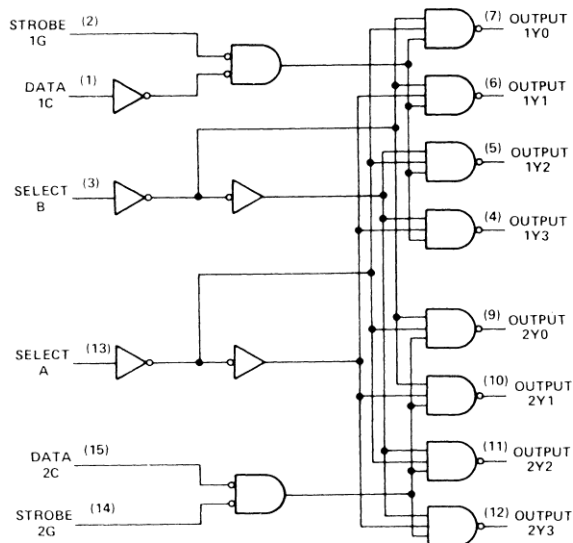 STROBE (2)
1G
DATA (1)
1C
SELECT (3)
B
SELECT (13)
A
DATA (15)
2C
STROBE (14)
2G
(7) OUTPUT
1Y0
(6) OUTPUT
1Y1
(5) OUTPUT
1Y2
(4) OUTPUT
1Y3
(9) OUTPUT
2Y0
(10) OUTPUT
2Y1
(11) OUTPUT
2Y2
(12) OUTPUT
2Y3